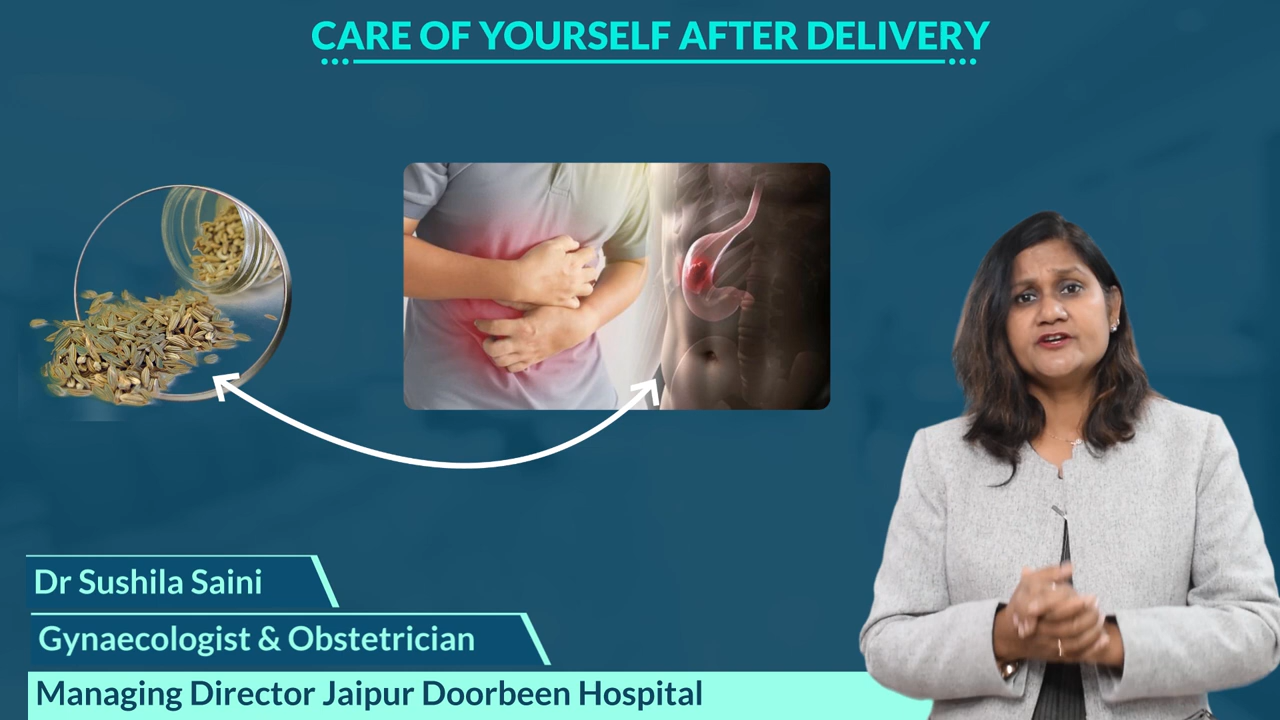 CARE OF YOURSELF AFTER DELIVERY
Dr Sushila Saini
Gynaecologist & Obstetrician
Managing Director Jaipur Doorbeen Hospital